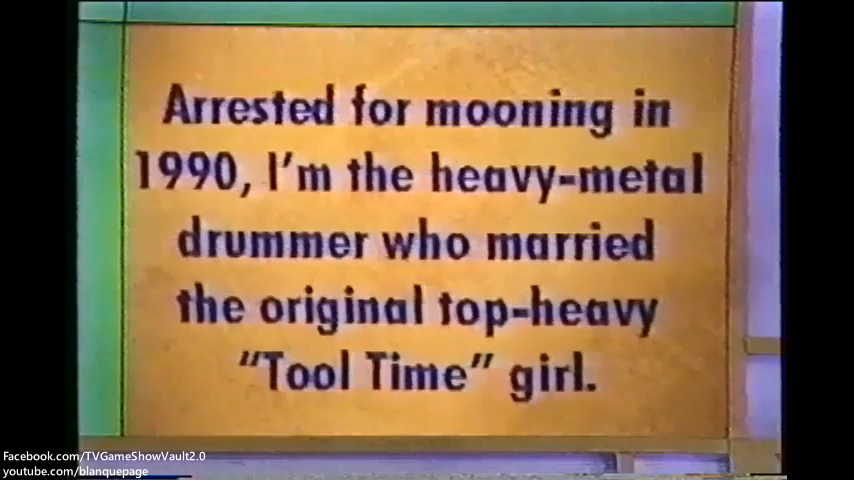 Arrested for mooning in
1990, I'm the heavy-metal
drummer who married
the original top-heavy
"Tool Time" girl.
Facebook.com/TVGameShowVault2.0
youtube.com/blanquepage